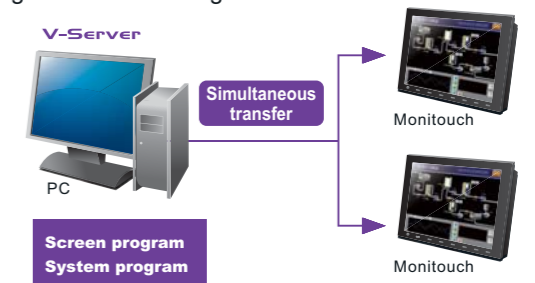 V-Server
Simultaneous
transfer
Monitouch
PC
Screen program
System program
Monitouch